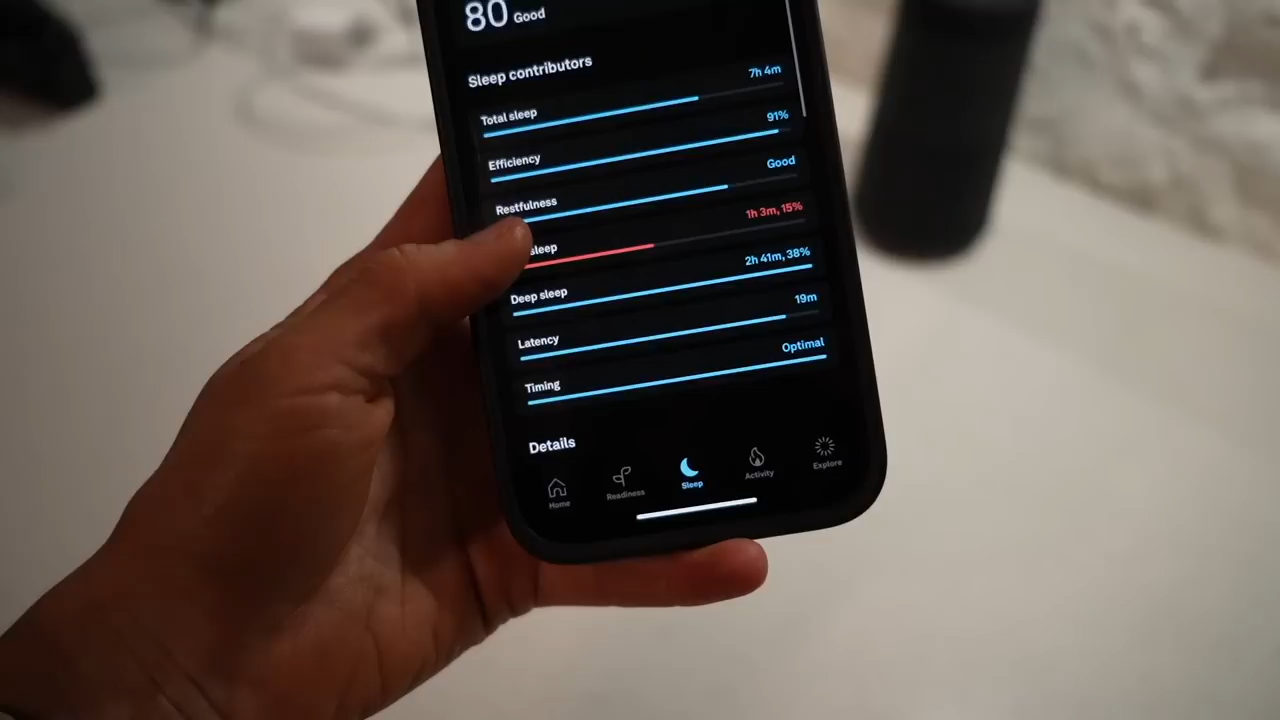 80 Good
Sleep contributors
Total sleep 7h 4m
Efficiency 91%
Restfulness Good
sleep 1h 3m, 15%
Deep sleep 2h 41m, 38%
Latency 19m
Timing Optimal
Details
Home Readiness Sleep Activity Explore